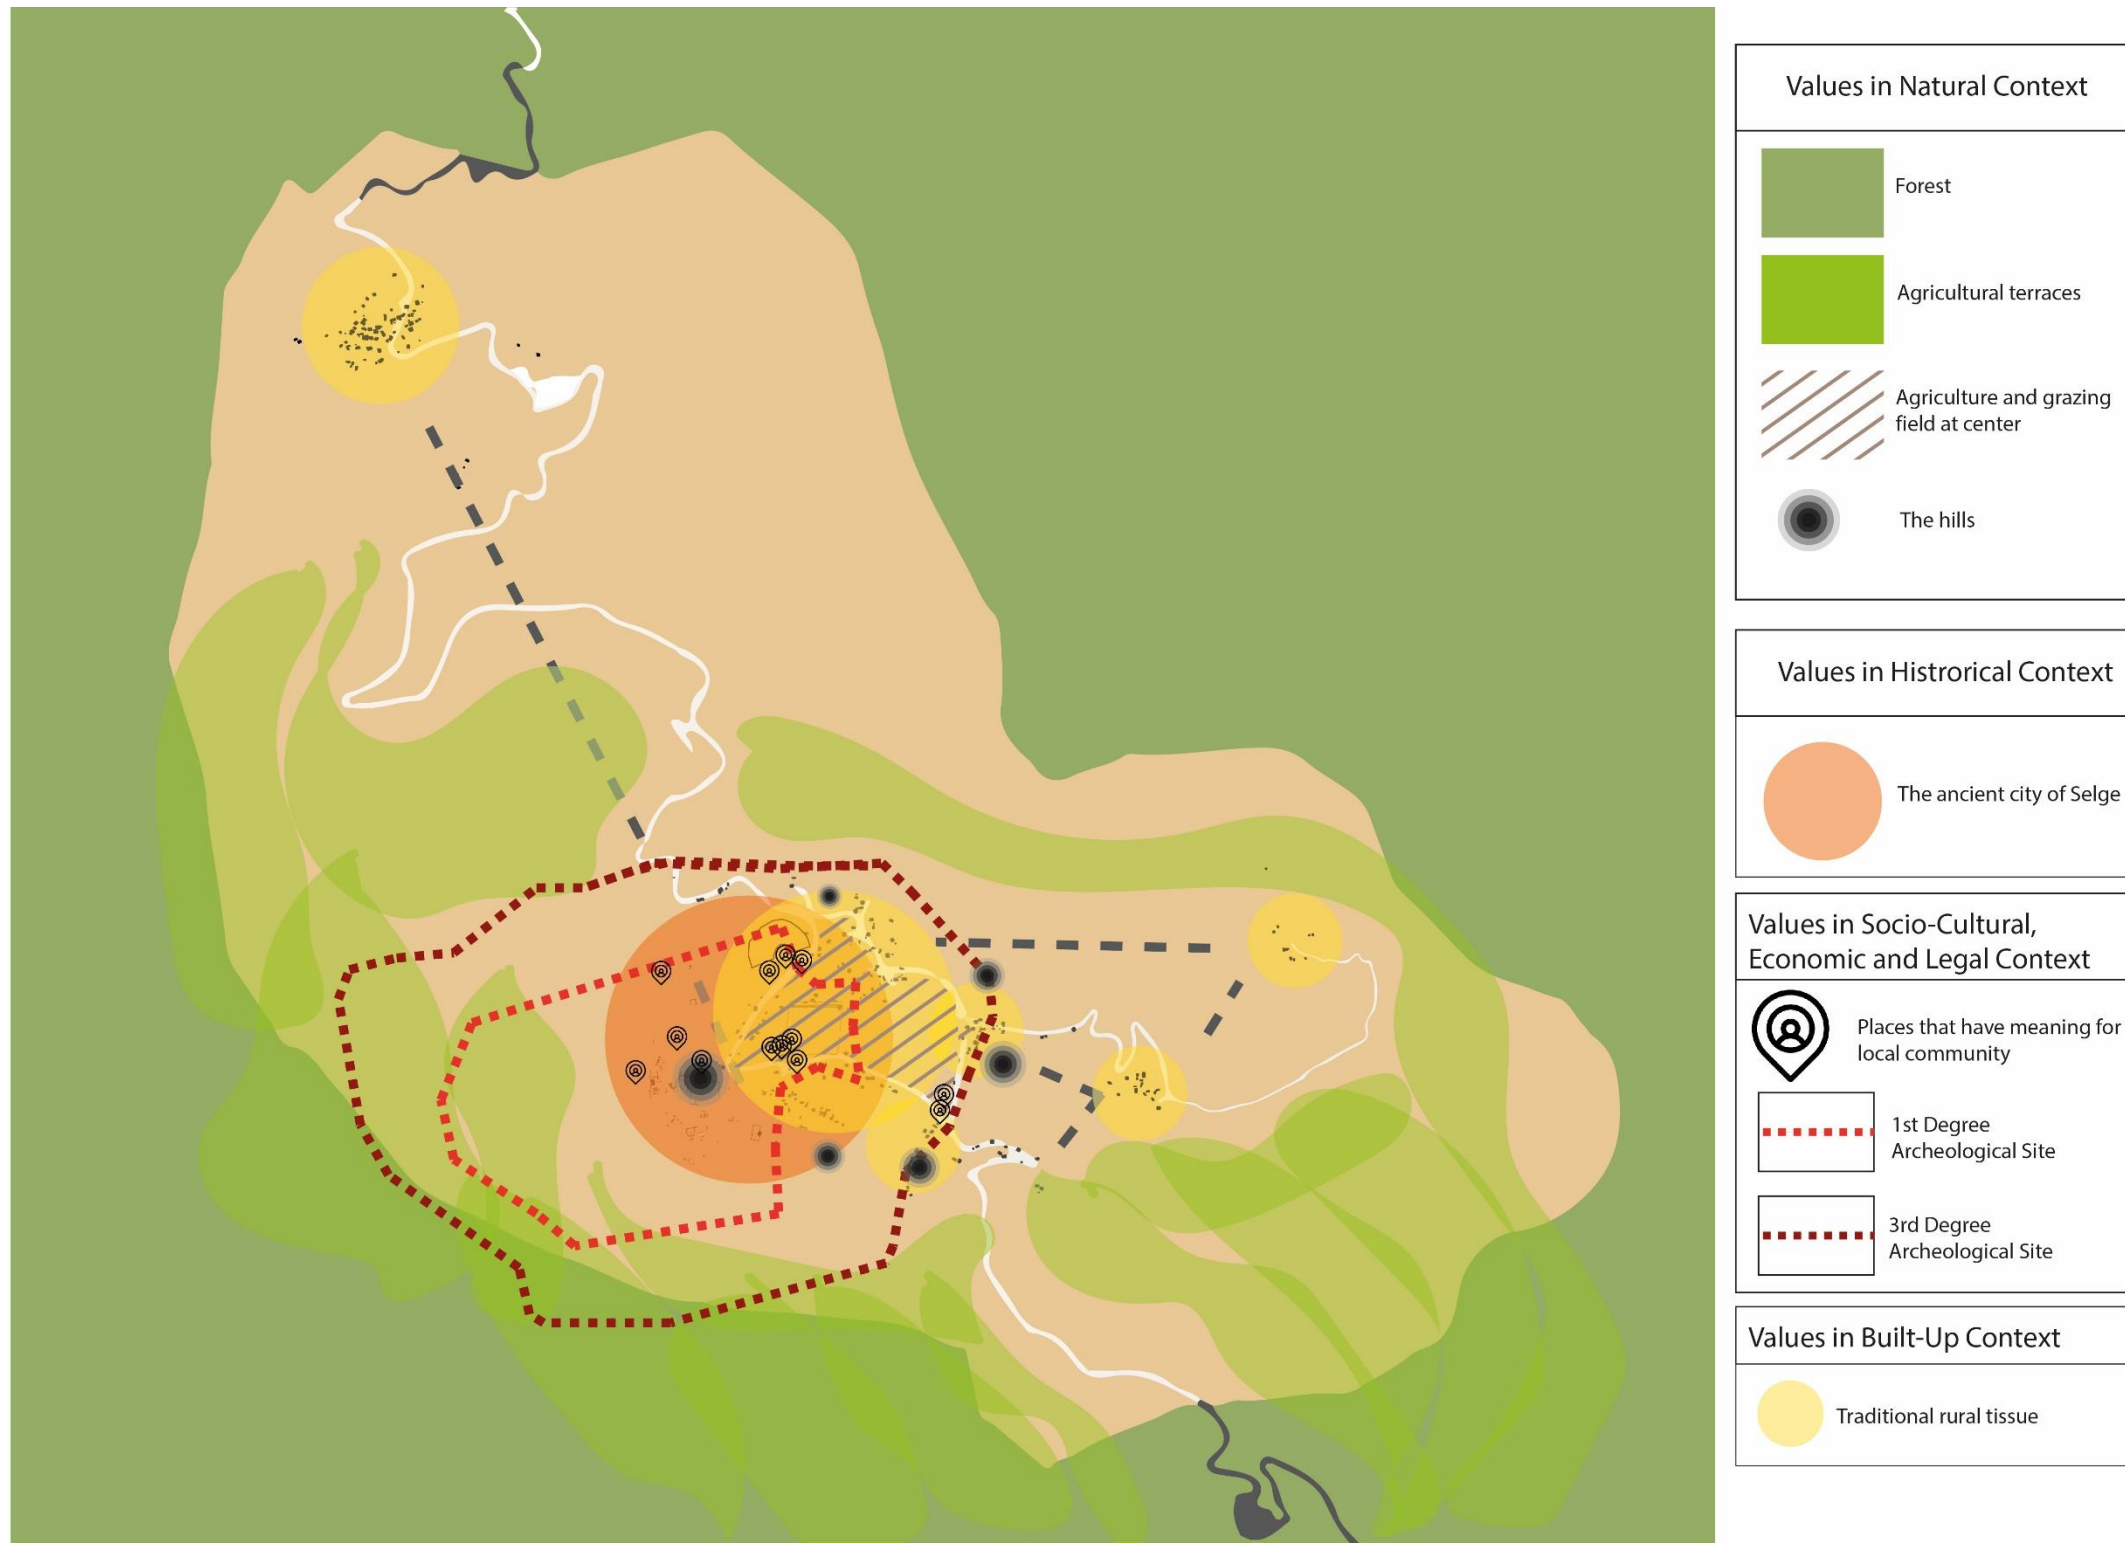 Values in Natural Context
Forest
Agricultural terraces
Agriculture and grazing
field at center
The hills
Values in Histrorical Context
The ancient city of Selge
Values in Socio-Cultural,
Economic and Legal Context
Places that have meaning for
local community
1st Degree
Archeological Site
3rd Degree
Archeological Site
Values in Built-Up Context
Traditional rural tissue